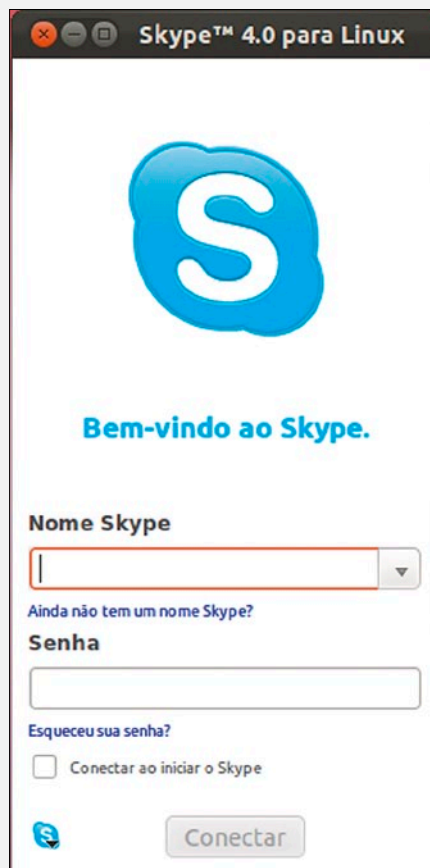 Skype™ 4.0 para Linux
S
Bem-vindo ao Skype.
Nome Skype
Ainda não tem um nome Skype?
Senha
Esqueceu sua senha?
Conectar ao iniciar o Skype
S
Conectar